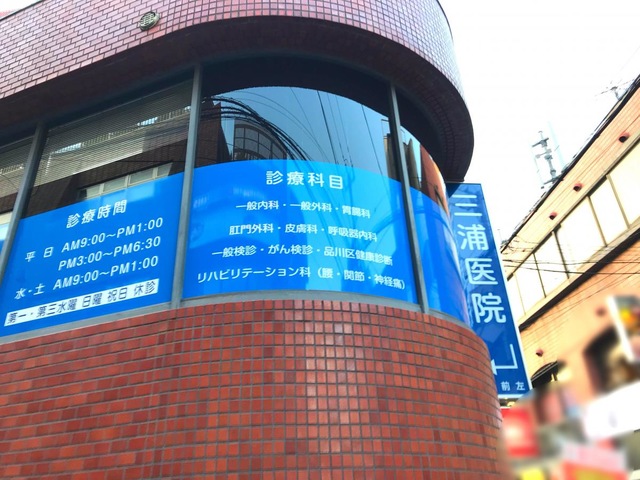 診療時間
平日 AM9:00～PM1:00
PM3:00～PM6:30
水・土 AM9:00～PM1:00
第一・第三水曜 日曜 祝日 休診
診療科目
一般内科・一般外科・胃腸科
肛門外科・皮膚科・呼吸器内科
一般検診・がん検診・品川区健康診断
リハビリテーション科（腰・関節・神経痛）
三浦医院
前左